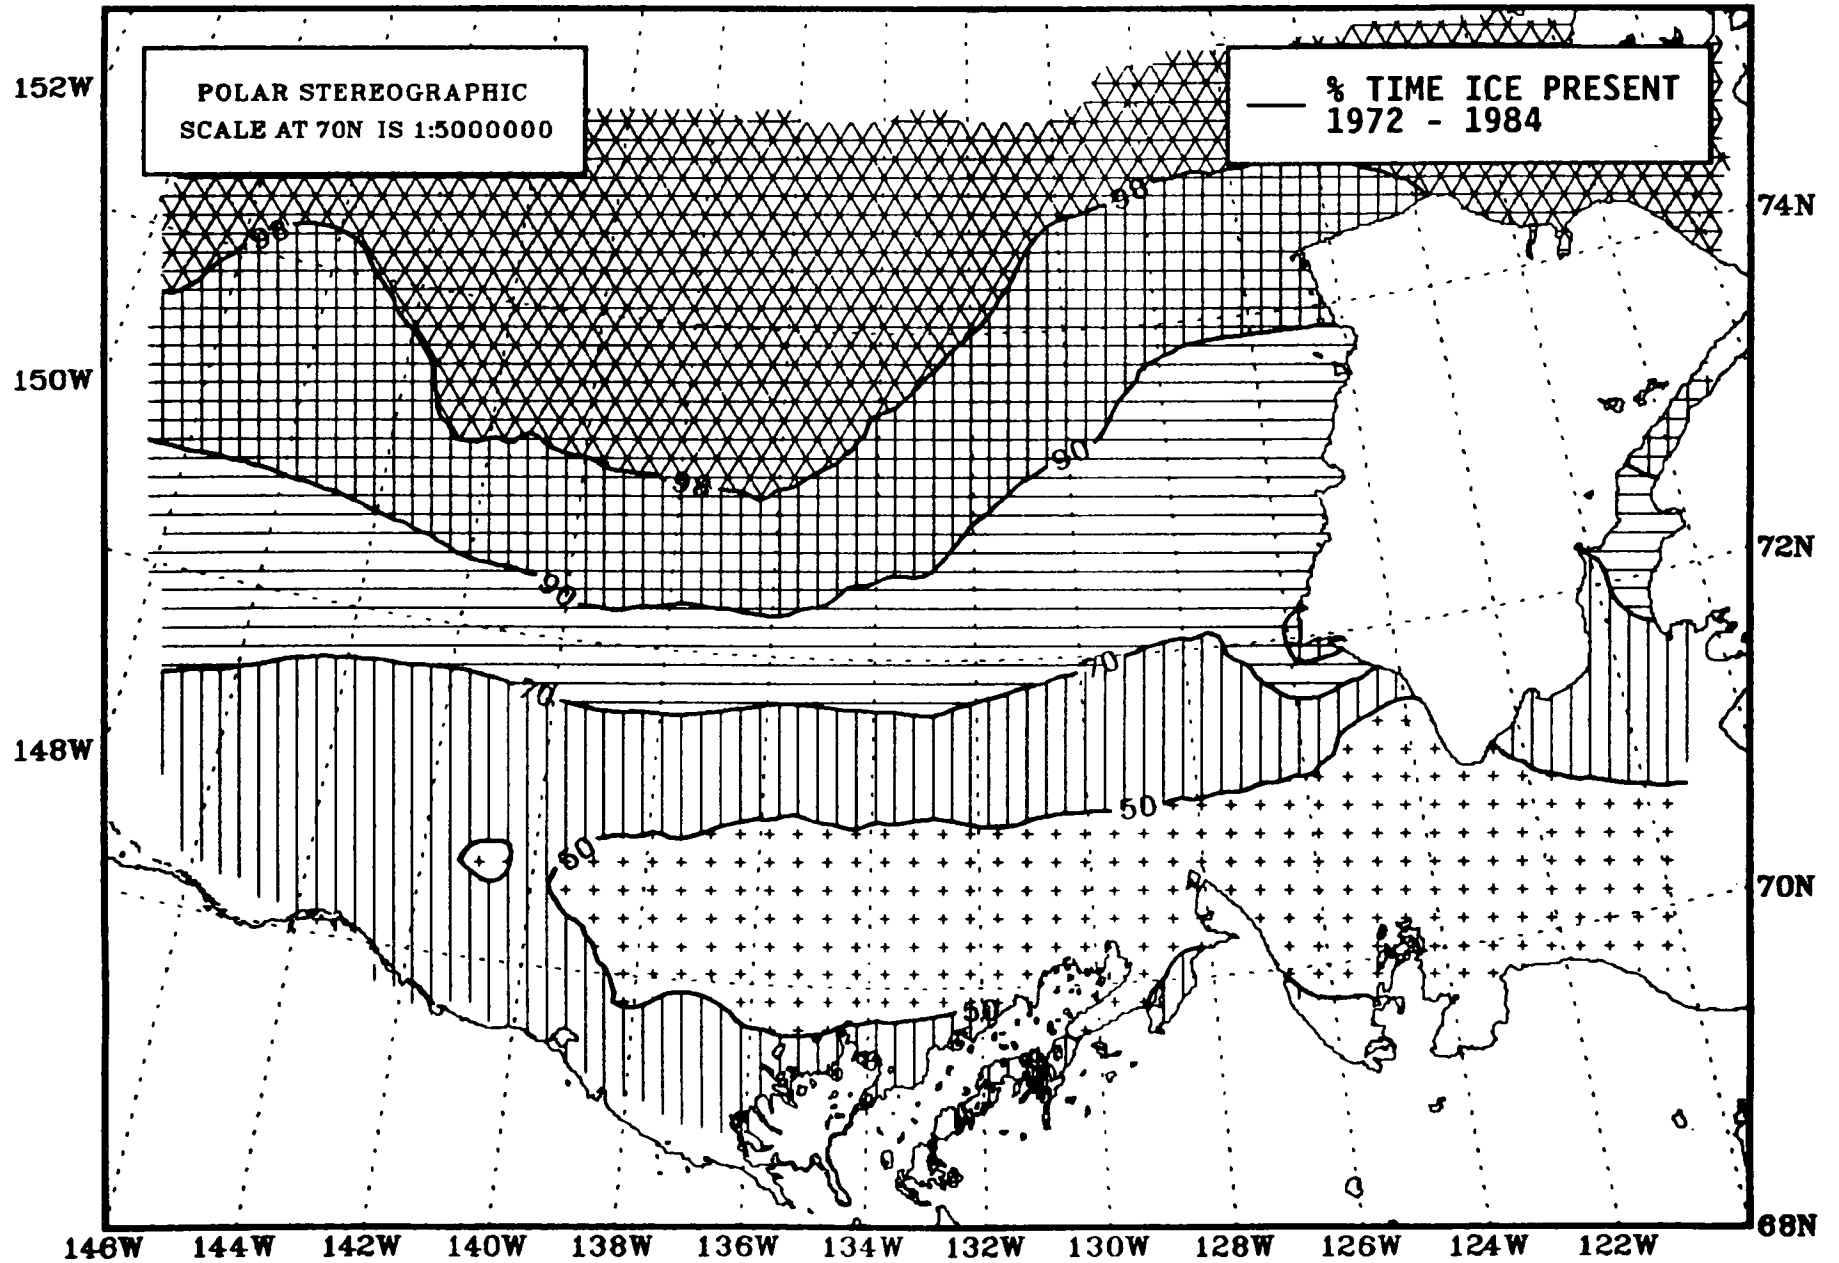 POLAR STEREOGRAPHIC
SCALE AT 70N IS 1:5000000
% TIME ICE PRESENT
1972 - 1984
152W
150W
148W
74N
72N
70N
68N
98
98
98
90
90
70
70
50
50
50
146W 144W 142W 140W 138W 136W 134W 132W 130W 128W 126W 124W 122W